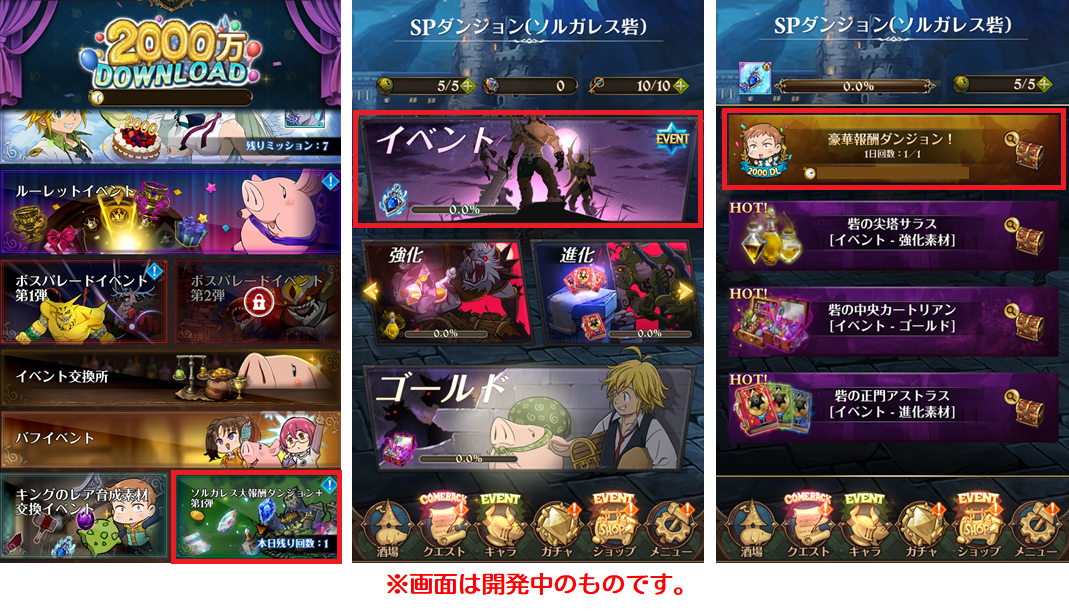 2000万
DOWNLOAD
2000
残りミッション：7
ルーレットイベント
ボスパレードイベント
第1弾
ボスパレードイベント
第2弾
イベント交換所
バフイベント
キングのレア育成素材
交換イベント
ソルガレス大報酬ダンジョン＋
第1弾
本日残り回数：1
SPダンジョン(ソルガレス砦)
5/5
0
10/10
イベント
EVENT
0.0%
強化
0.0%
進化
0.0%
ゴールド
0.0%
COMEBACK
EVENT
EVENT
SHOP
酒場
クエスト
キャラ
ガチャ
ショップ
メニュー
SPダンジョン(ソルガレス砦)
0.0%
5/5
2000 DL
豪華報酬ダンジョン！
1日回数：1/1
HOT!
砦の尖塔サラス
[イベント - 強化素材]
HOT!
砦の中央カートリアン
[イベント - ゴールド]
HOT!
砦の正門アストラス
[イベント - 進化素材]
COMEBACK
EVENT
EVENT
SHOP
酒場
クエスト
キャラ
ガチャ
ショップ
メニュー
※画面は開発中のものです。